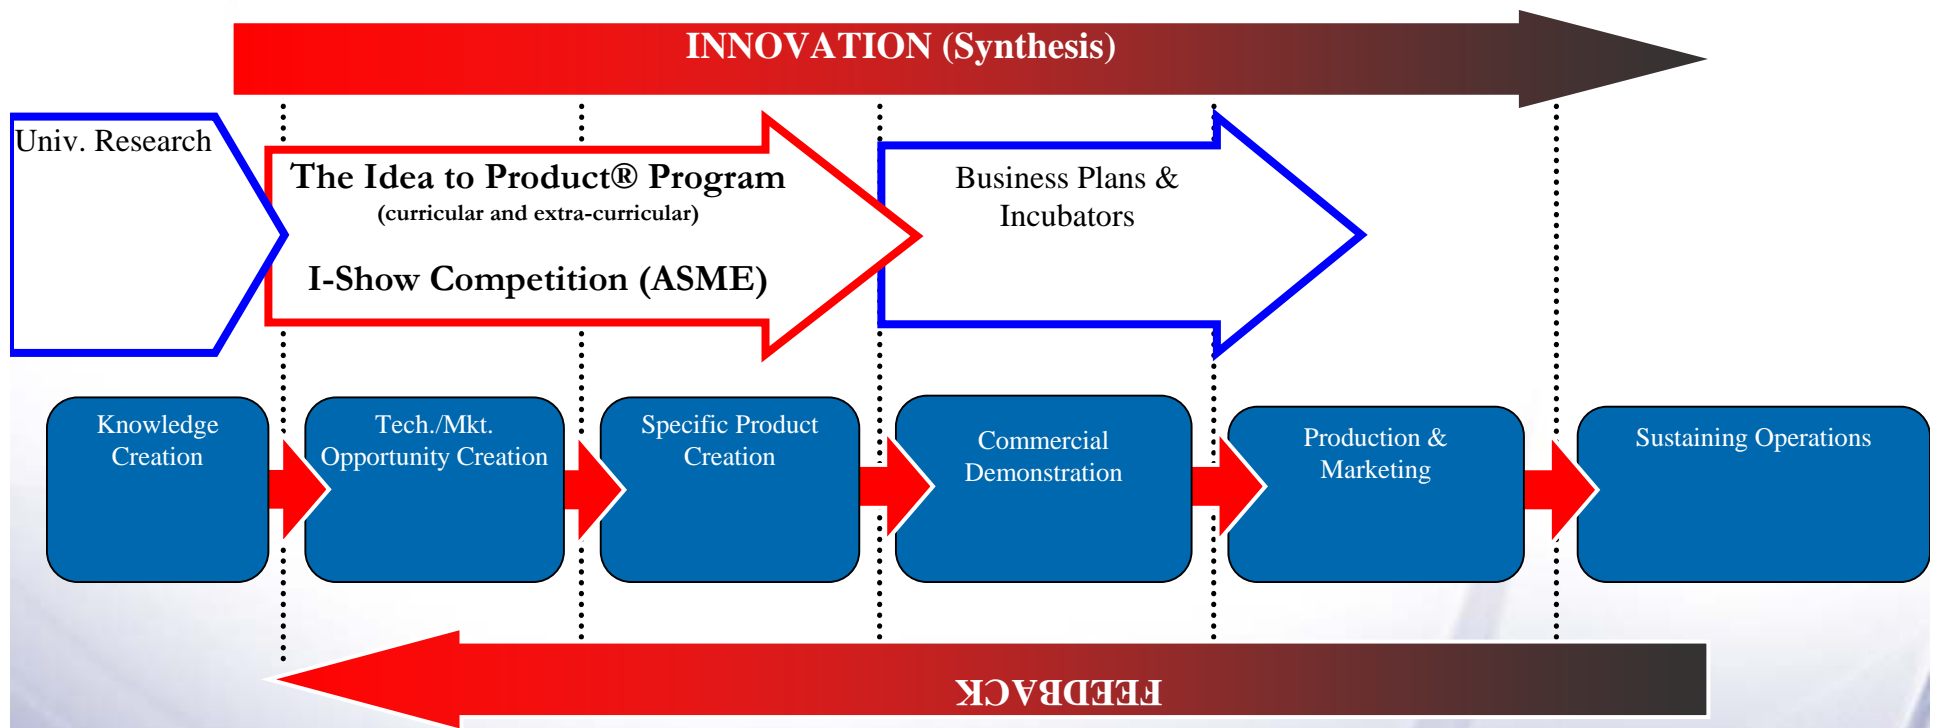 INNOVATION (Synthesis)
Univ. Research
The Idea to Product® Program
(curricular and extra-curricular)
I-Show Competition (ASME)
Business Plans &
Incubators
Knowledge
Creation
Tech./Mkt.
Opportunity Creation
Specific Product
Creation
Commercial
Demonstration
Production &
Marketing
Sustaining Operations
FEEDBACK